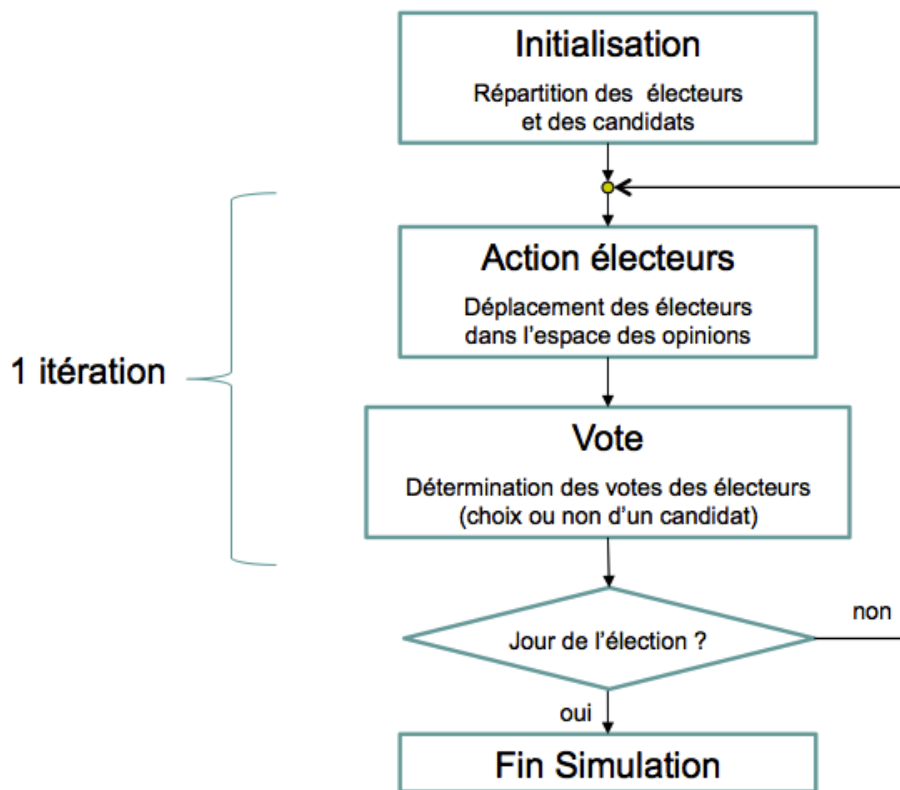 Initialisation
Répartition des électeurs
et des candidats
Action électeurs
Déplacement des électeurs
dans l'espace des opinions
1 itération
Vote
Détermination des votes des électeurs
(choix ou non d'un candidat)
Jour de l'élection ?
non
oui
Fin Simulation